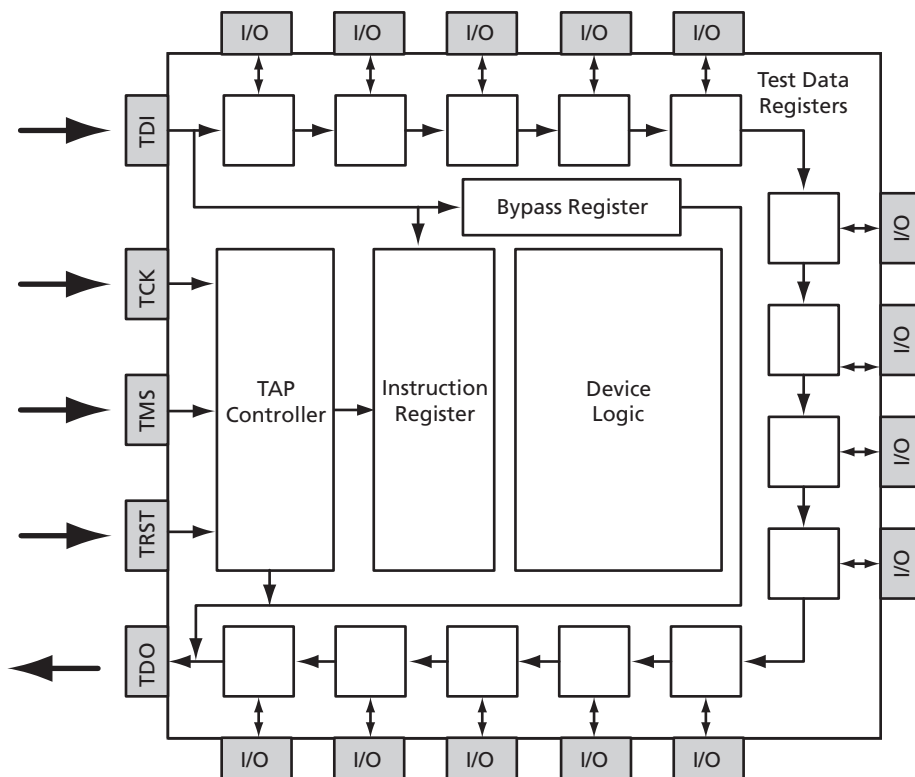 I/O
I/O
I/O
I/O
I/O
Test Data
Registers
TDI
Bypass Register
I/O
TCK
I/O
TAP
Controller
Instruction
Register
Device
Logic
TMS
I/O
TRST
I/O
TDO
I/O
I/O
I/O
I/O
I/O